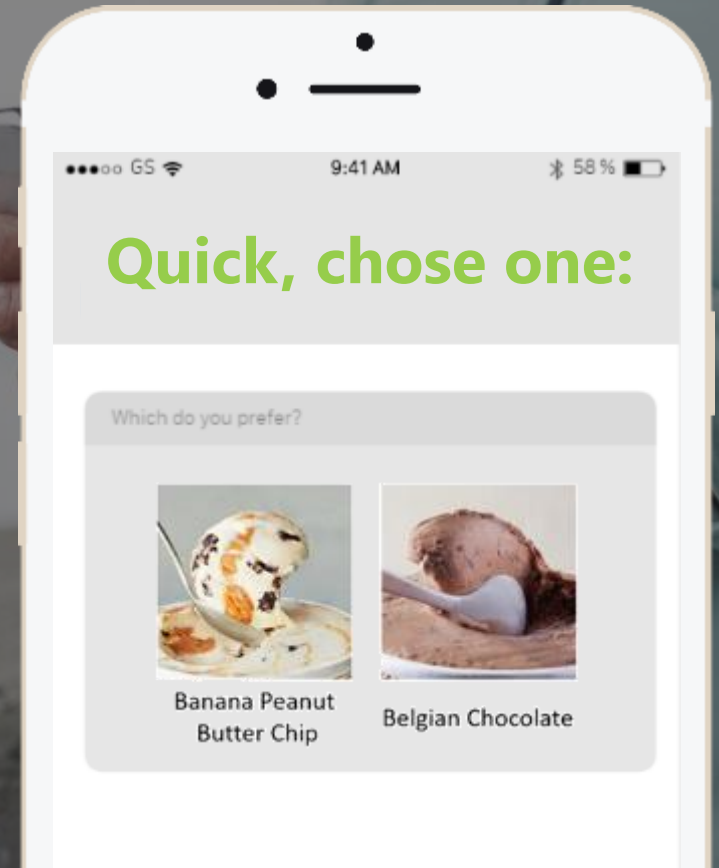 GS 9:41 AM 58 %
Quick, chose one:
Which do you prefer?
Banana Peanut
Butter Chip
Belgian Chocolate